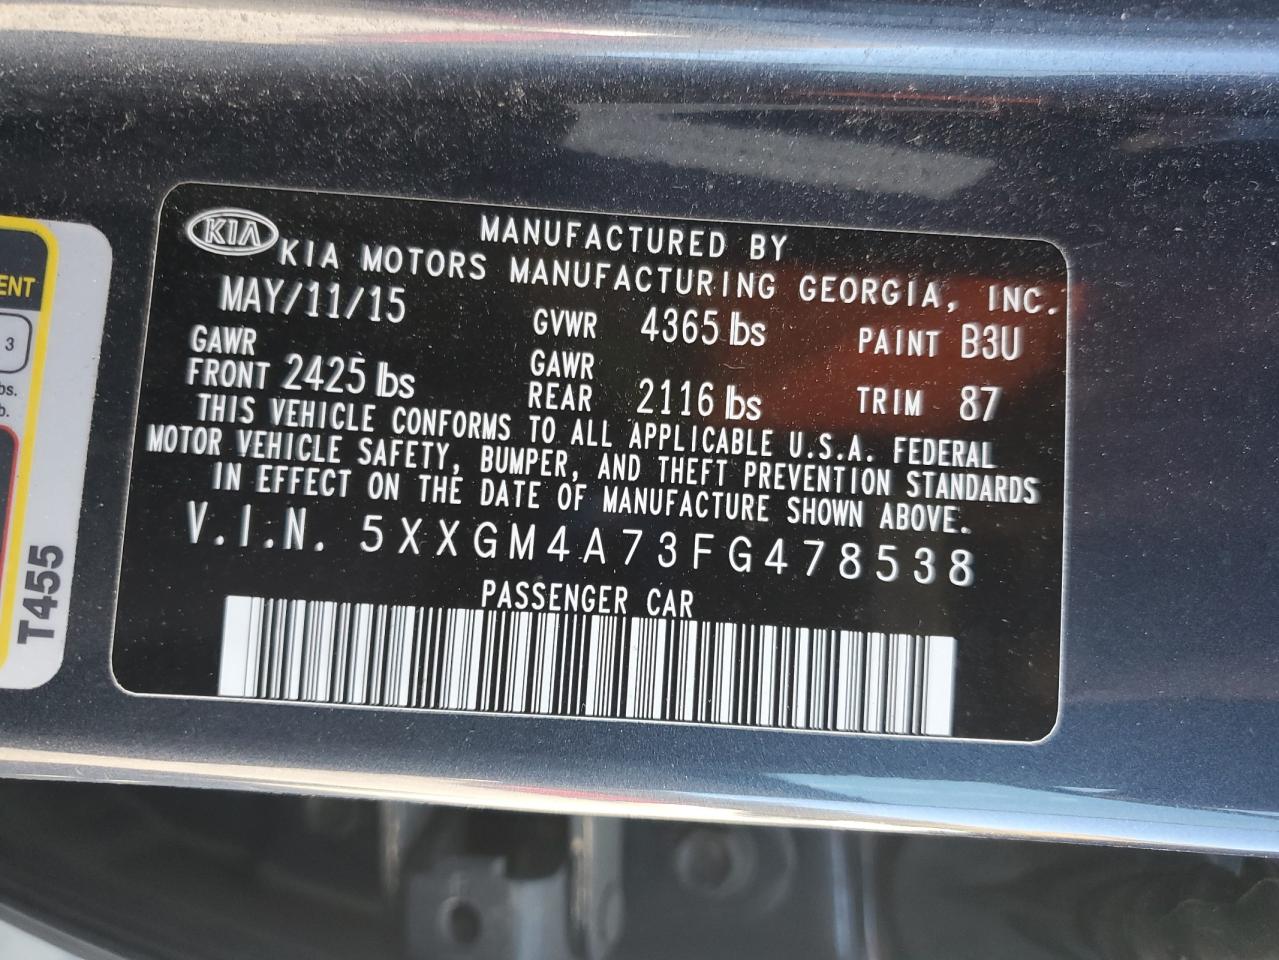 KIA
MANUFACTURED BY
KIA MOTORS MANUFACTURING GEORGIA, INC.
MAY/11/15 GVWR 4365 lbs PAINT B3U
GAWR FRONT 2425 lbs GAWR REAR 2116 lbs TRIM 87
THIS VEHICLE CONFORMS TO ALL APPLICABLE U.S.A. FEDERAL
MOTOR VEHICLE SAFETY, BUMPER, AND THEFT PREVENTION STANDARDS
IN EFFECT ON THE DATE OF MANUFACTURE SHOWN ABOVE.
V.I.N. 5XXGM4A73FG478538
PASSENGER CAR
3
T455